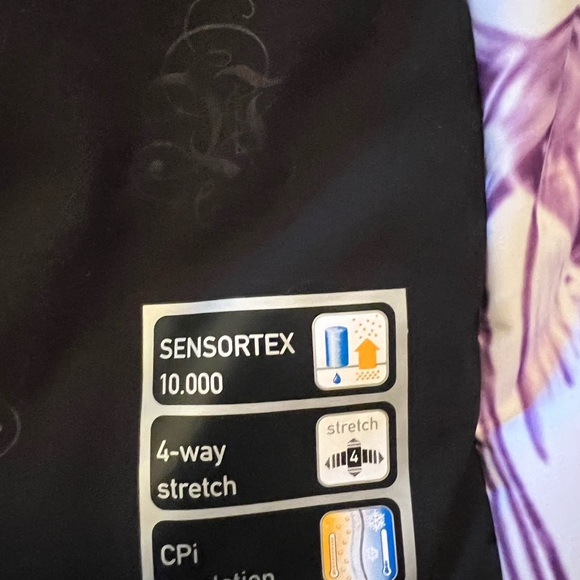 SENSORTEX
10.000
4-way
stretch
stretch
4
CPi